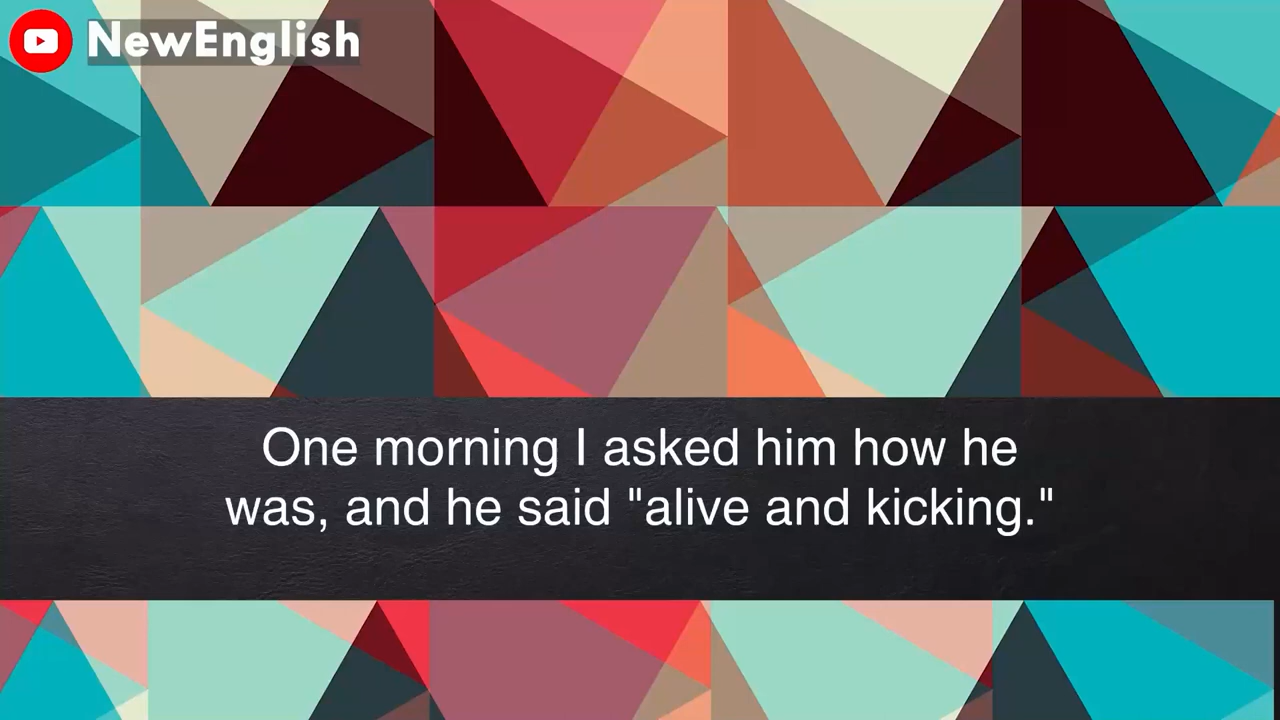 NewEnglish
One morning I asked him how he
was, and he said "alive and kicking."